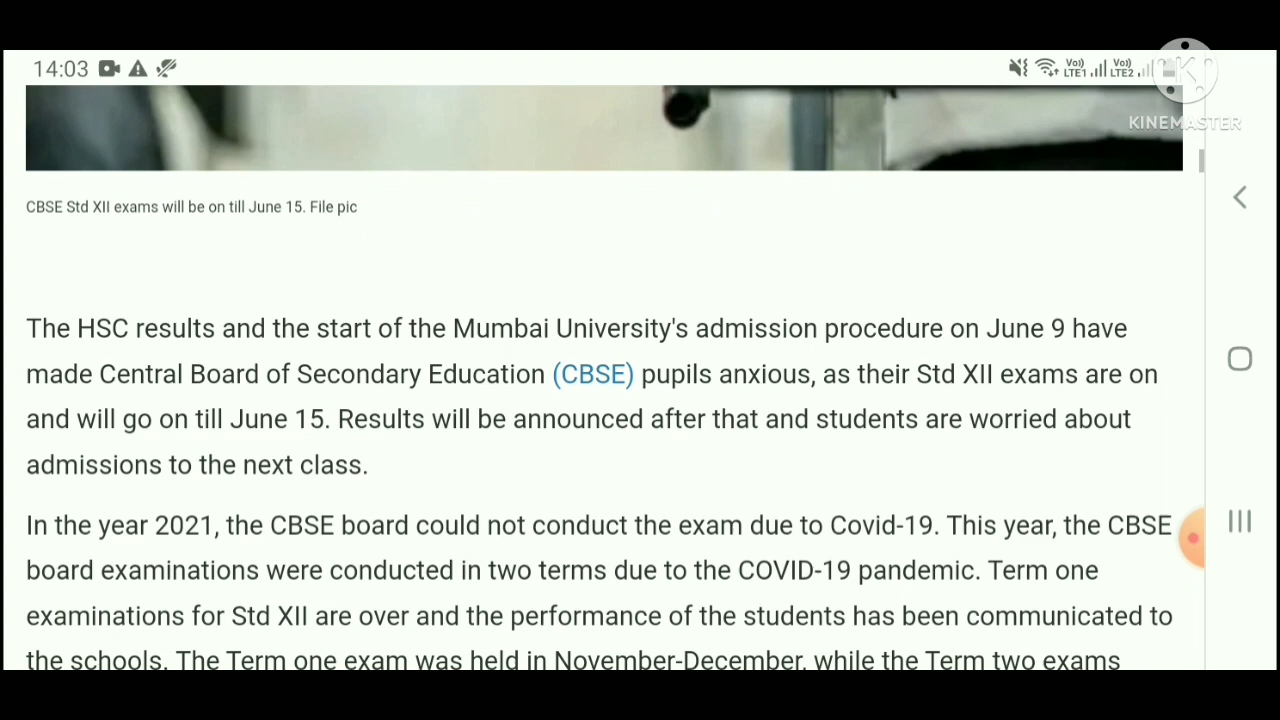 14:03
Vo) LTE1 Vo) LTE2
KINEMASTER
CBSE Std XII exams will be on till June 15. File pic
The HSC results and the start of the Mumbai University's admission procedure on June 9 have
made Central Board of Secondary Education (CBSE) pupils anxious, as their Std XII exams are on
and will go on till June 15. Results will be announced after that and students are worried about
admissions to the next class.
In the year 2021, the CBSE board could not conduct the exam due to Covid-19. This year, the CBSE
board examinations were conducted in two terms due to the COVID-19 pandemic. Term one
examinations for Std XII are over and the performance of the students has been communicated to
the schools. The Term one exam was held in November-December, while the Term two exams